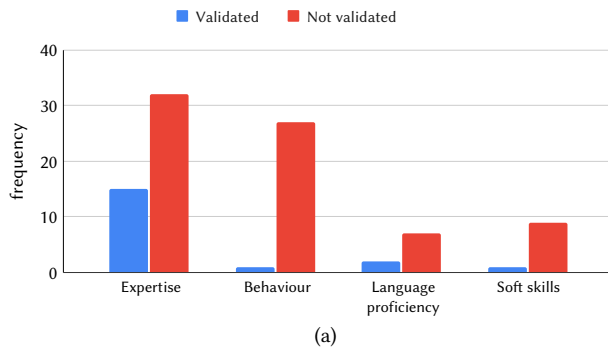 Validated Not validated
40
30
20
10
0
frequency
Expertise Behaviour Language proficiency Soft skills
(a)